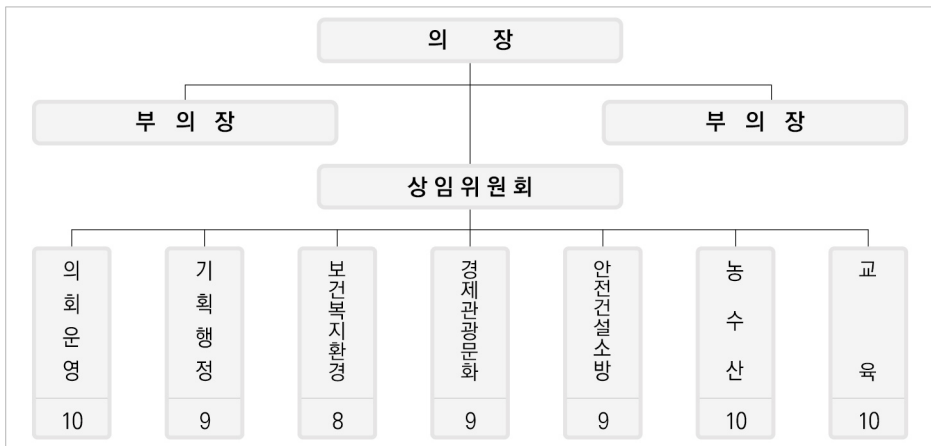 의 장
부 의 장
부 의 장
상임위원회
의회운영
기획행정
보건복지환경
경제관광문화
안전건설소방
농수산
교육
10
9
8
9
9
10
10